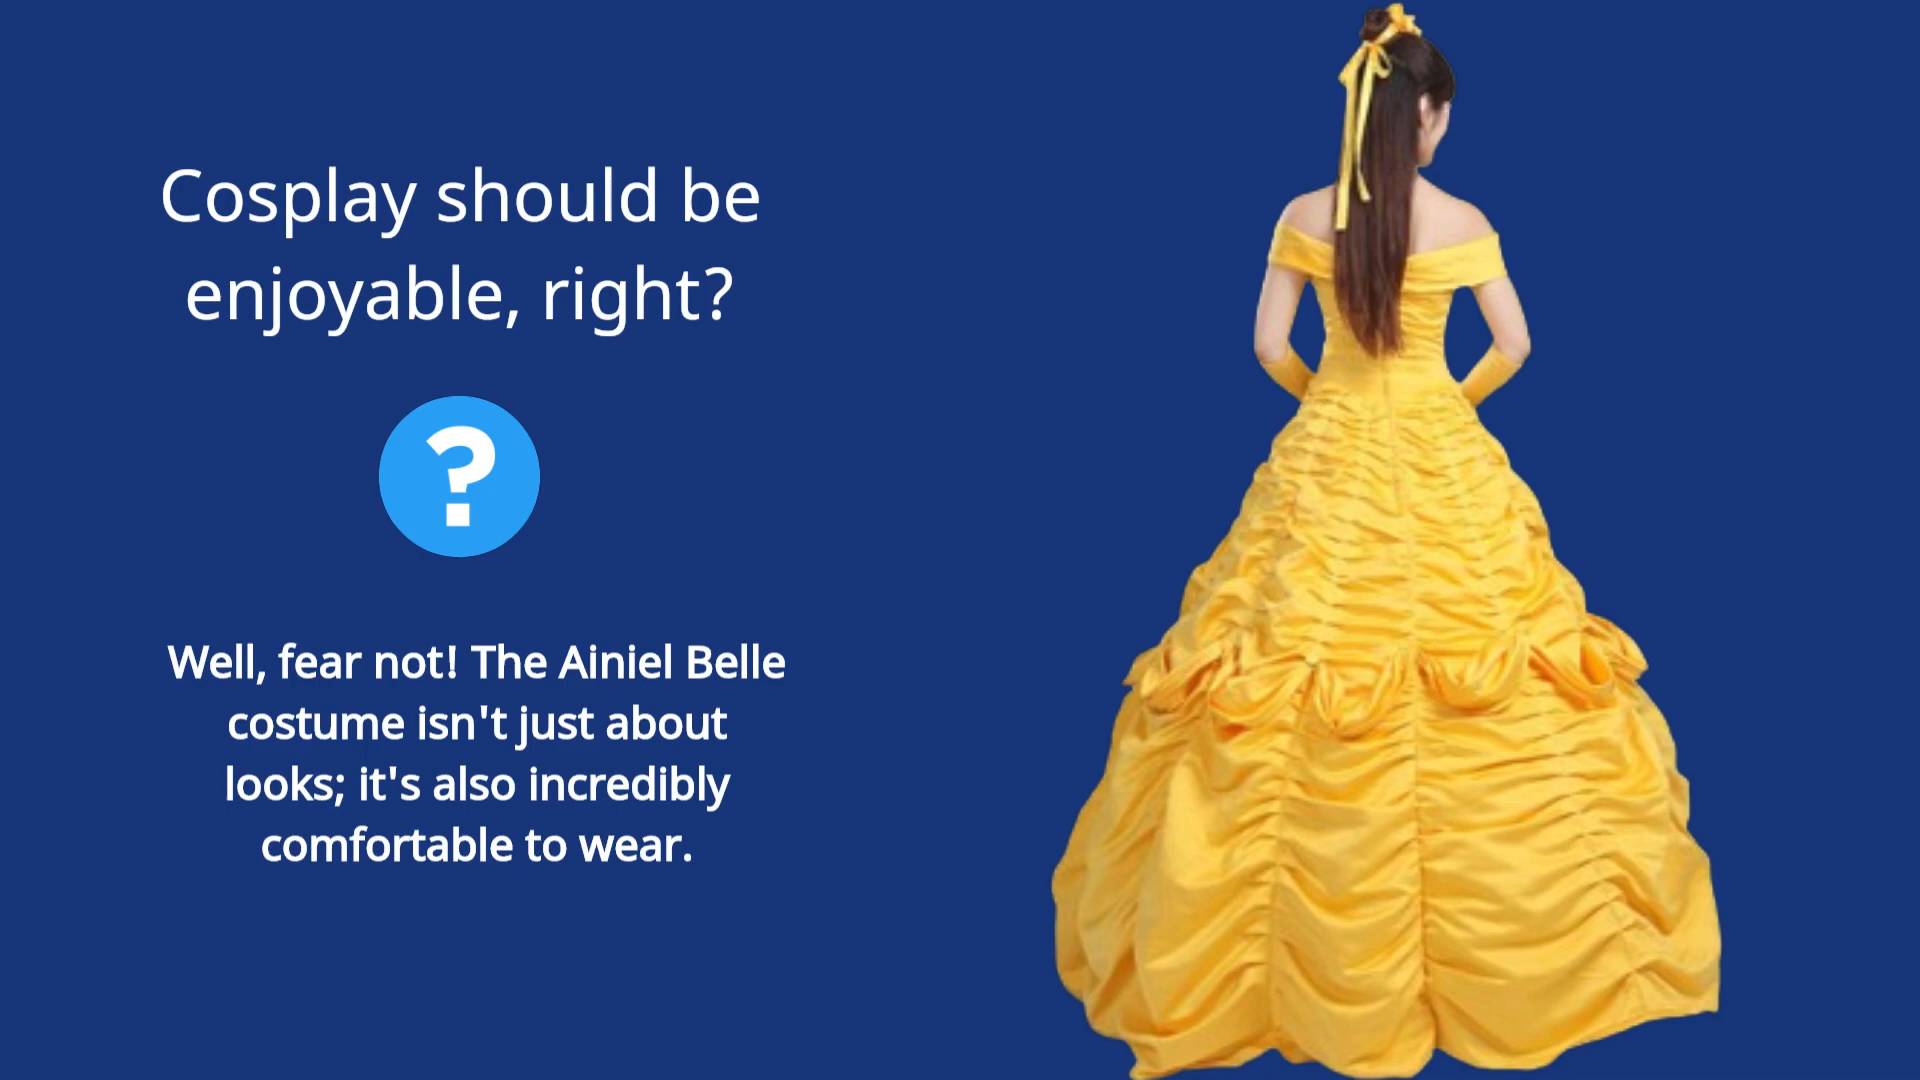 Cosplay should be
enjoyable, right?
?
Well, fear not! The Ainiel Belle
costume isn't just about
looks; it's also incredibly
comfortable to wear.